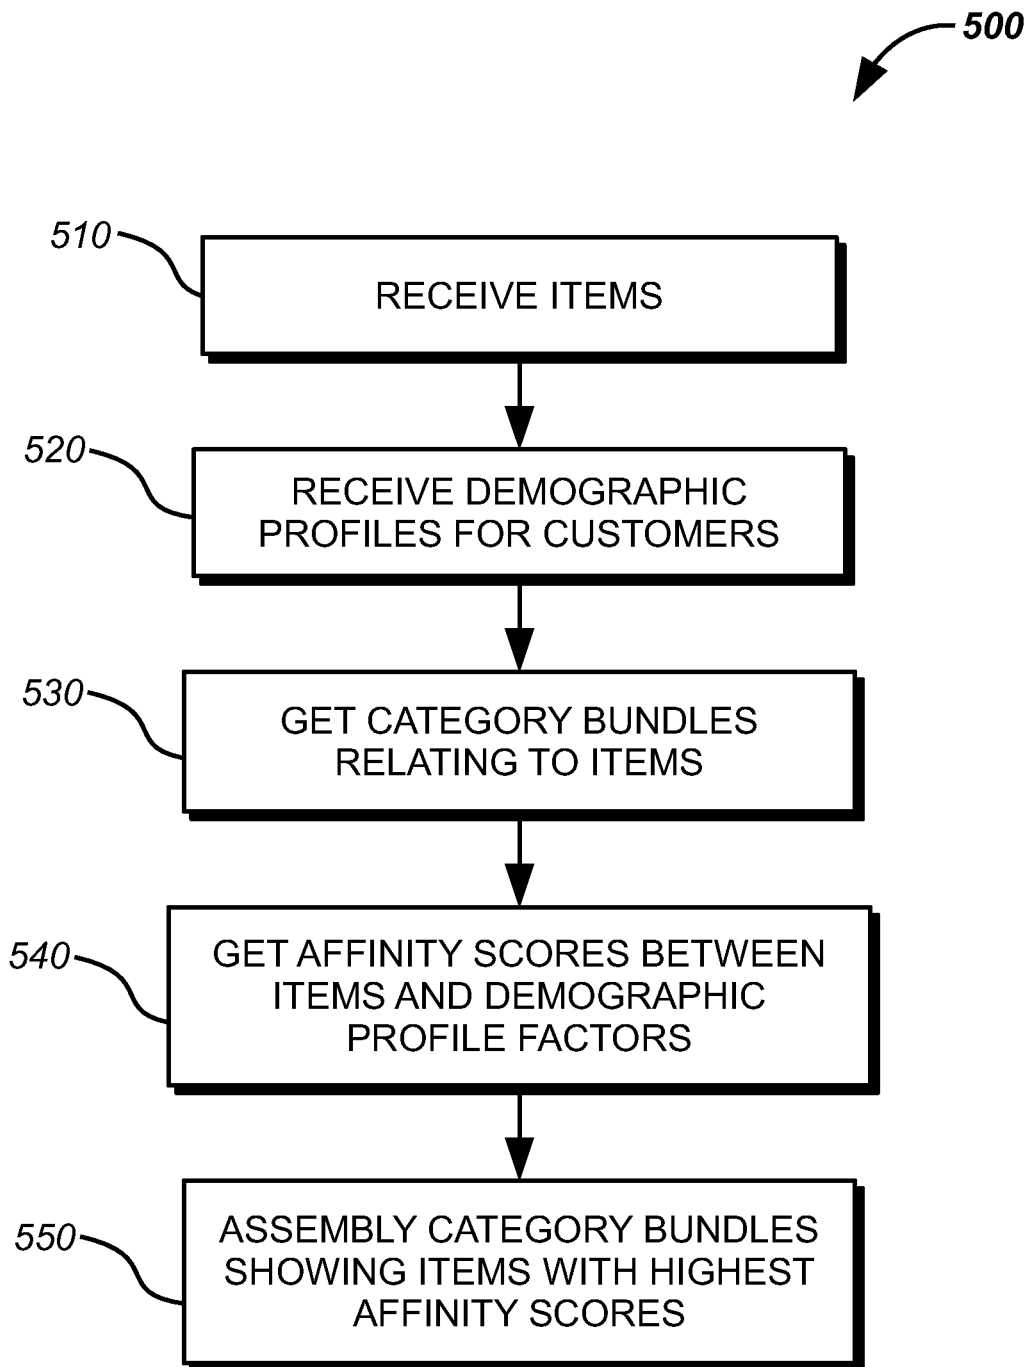 500
510
RECEIVE ITEMS
520
RECEIVE DEMOGRAPHIC
PROFILES FOR CUSTOMERS
530
GET CATEGORY BUNDLES
RELATING TO ITEMS
540
GET AFFINITY SCORES BETWEEN
ITEMS AND DEMOGRAPHIC
PROFILE FACTORS
550
ASSEMBLY CATEGORY BUNDLES
SHOWING ITEMS WITH HIGHEST
AFFINITY SCORES